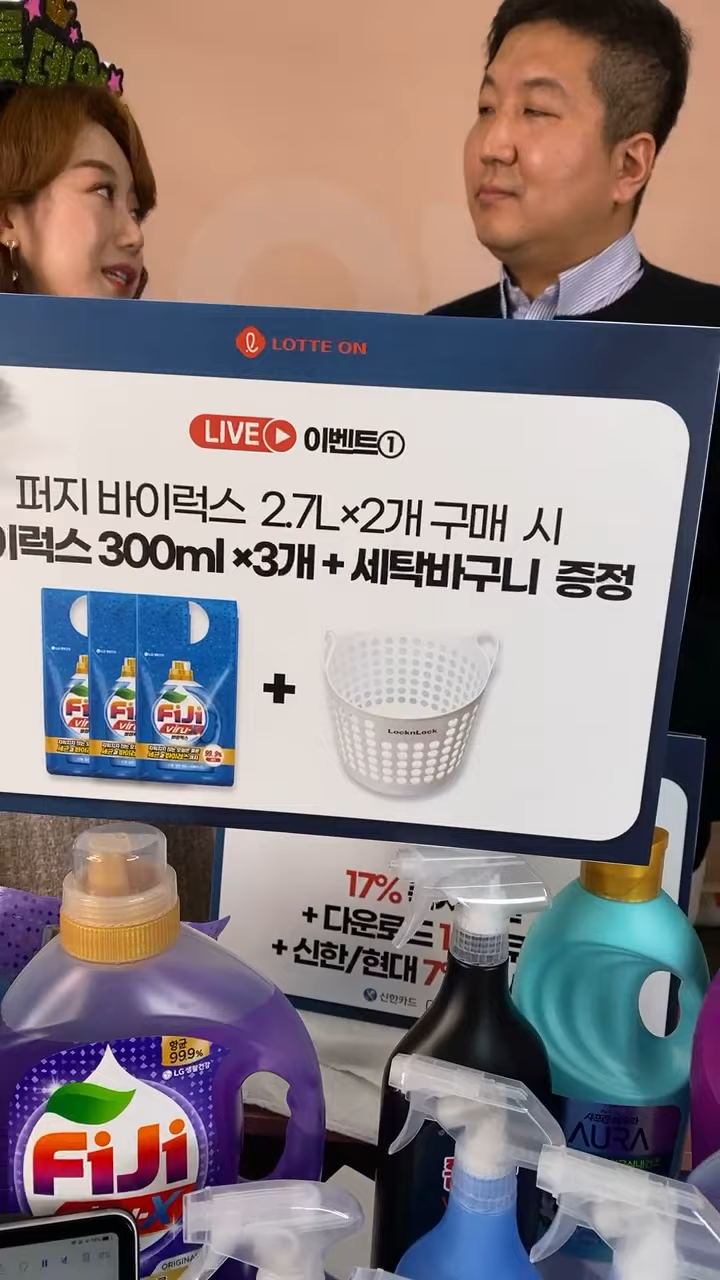 LOTTE ON
LIVE 이벤트①
퍼지 바이럭스 2.7L×2개 구매 시
이럭스 300ml ×3개 + 세탁바구니 증정
FiJi
+
LocknLock
17%
+ 다운로드
+ 신한/현대 7%
신한카드
항균
99.9%
LG생활건강
FiJi
ORIGINAL
AURA